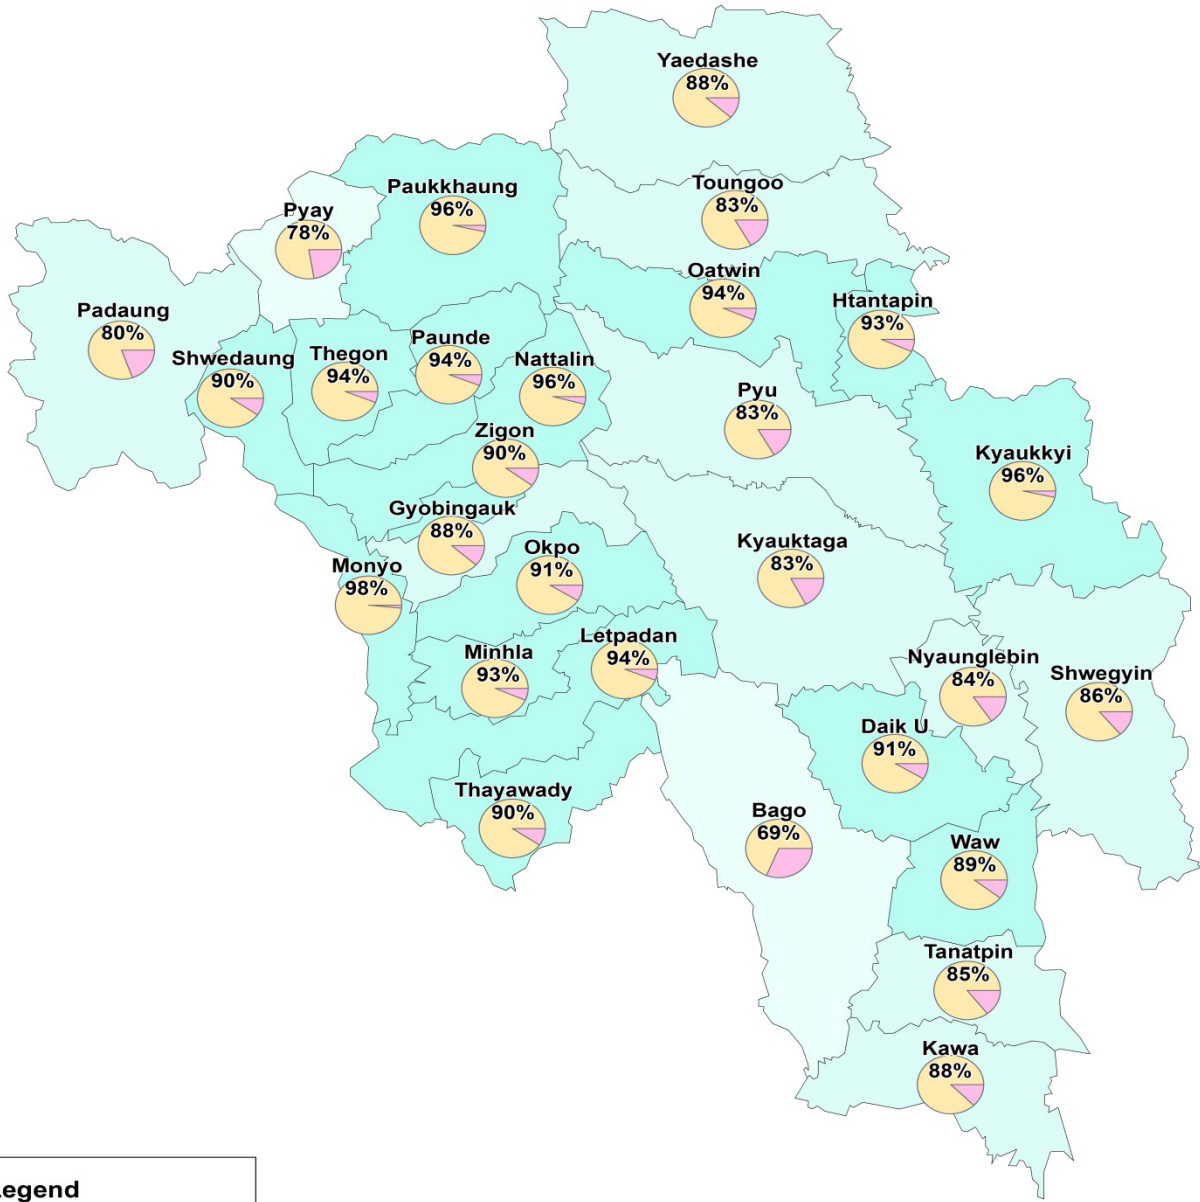 Yaedashe
88%
Toungoo
83%
Paukkhaung
96%
Pyay
78%
Oatwin
94%
Htantapin
93%
Padaung
80%
Shwedaung
90%
Thegon
94%
Paunde
94%
Nattalin
96%
Pyu
83%
Zigon
90%
Kyaukkyi
96%
Gyobingauk
88%
Okpo
91%
Kyauktaga
83%
Monyo
98%
Letpadan
94%
Minhla
93%
Nyaunglebin
84%
Shwegyin
86%
Daik U
91%
Thayawady
90%
Bago
69%
Waw
89%
Tanatpin
85%
Kawa
88%
egend